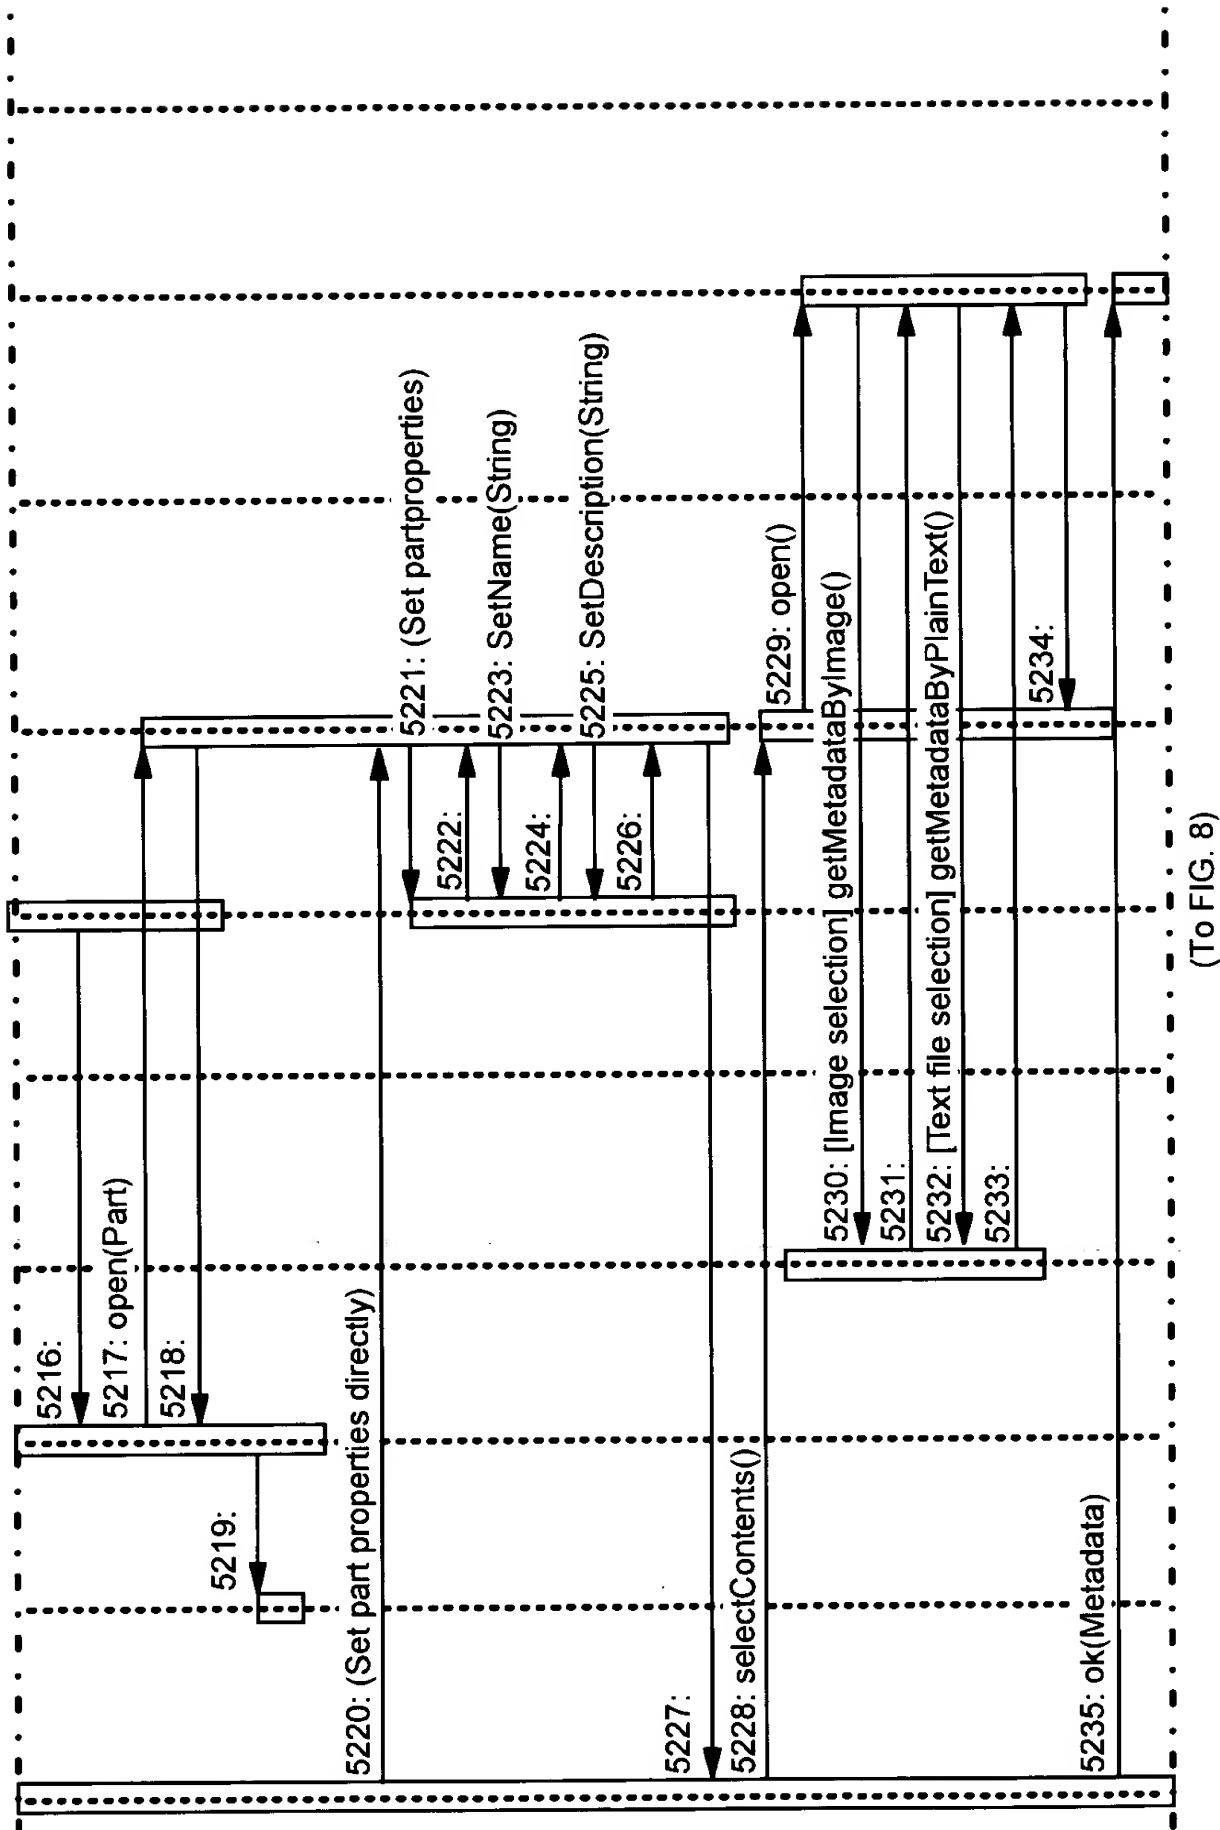 5216:
5217: open(Part)
5218:
5219:
5220: (Set part properties directly)
5221: (Set partproperties)
5222:
5223: SetName(String)
5224:
5225: SetDescription(String)
5226:
5227:
5228: selectContents()
5229: open()
5230: [Image selection] getMetadataByImage()
5231:
5232: [Text file selection] getMetadataByPlainText()
5233:
5234:
5235: ok(Metadata)
(To FIG. 8)